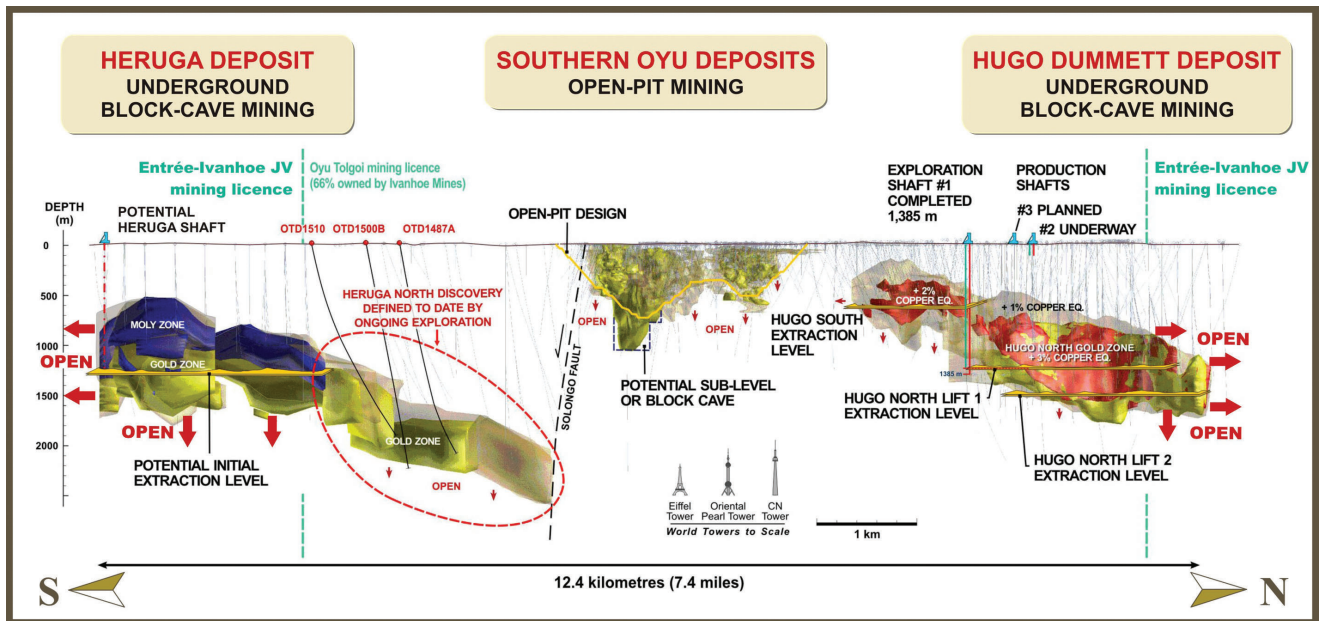 HERUGA DEPOSIT
UNDERGROUND
BLOCK-CAVE MINING
SOUTHERN OYU DEPOSITS
OPEN-PIT MINING
HUGO DUMMETT DEPOSIT
UNDERGROUND
BLOCK-CAVE MINING
Entrée-Ivanhoe JV
mining licence
Oyu Tolgoi mining licence
(66% owned by Ivanhoe Mines)
EXPLORATION
SHAFT #1
COMPLETED
1,385 m
PRODUCTION
SHAFTS
#3 PLANNED
#2 UNDERWAY
Entrée-Ivanhoe JV
mining licence
DEPTH
(m)
0
500
1000
1500
2000
POTENTIAL
HERUGA SHAFT
OTD1510
OTD1500B
OTD1487A
OPEN-PIT DESIGN
HERUGA NORTH DISCOVERY
DEFINED TO DATE BY
ONGOING EXPLORATION
MOLY ZONE
GOLD ZONE
OPEN
OPEN
POTENTIAL INITIAL
EXTRACTION LEVEL
GOLD ZONE
OPEN
SOLONGO FAULT
OPEN
OPEN
POTENTIAL SUB-LEVEL
OR BLOCK CAVE
HUGO SOUTH
EXTRACTION
LEVEL
+ 2%
COPPER EQ.
+ 1% COPPER EQ.
HUGO NORTH GOLD ZONE
+ 3% COPPER EQ.
1385 m
HUGO NORTH LIFT 1
EXTRACTION LEVEL
HUGO NORTH LIFT 2
EXTRACTION LEVEL
OPEN
OPEN
Eiffel
Tower
Oriental
Pearl Tower
CN
Tower
World Towers to Scale
1 km
12.4 kilometres (7.4 miles)
S
N